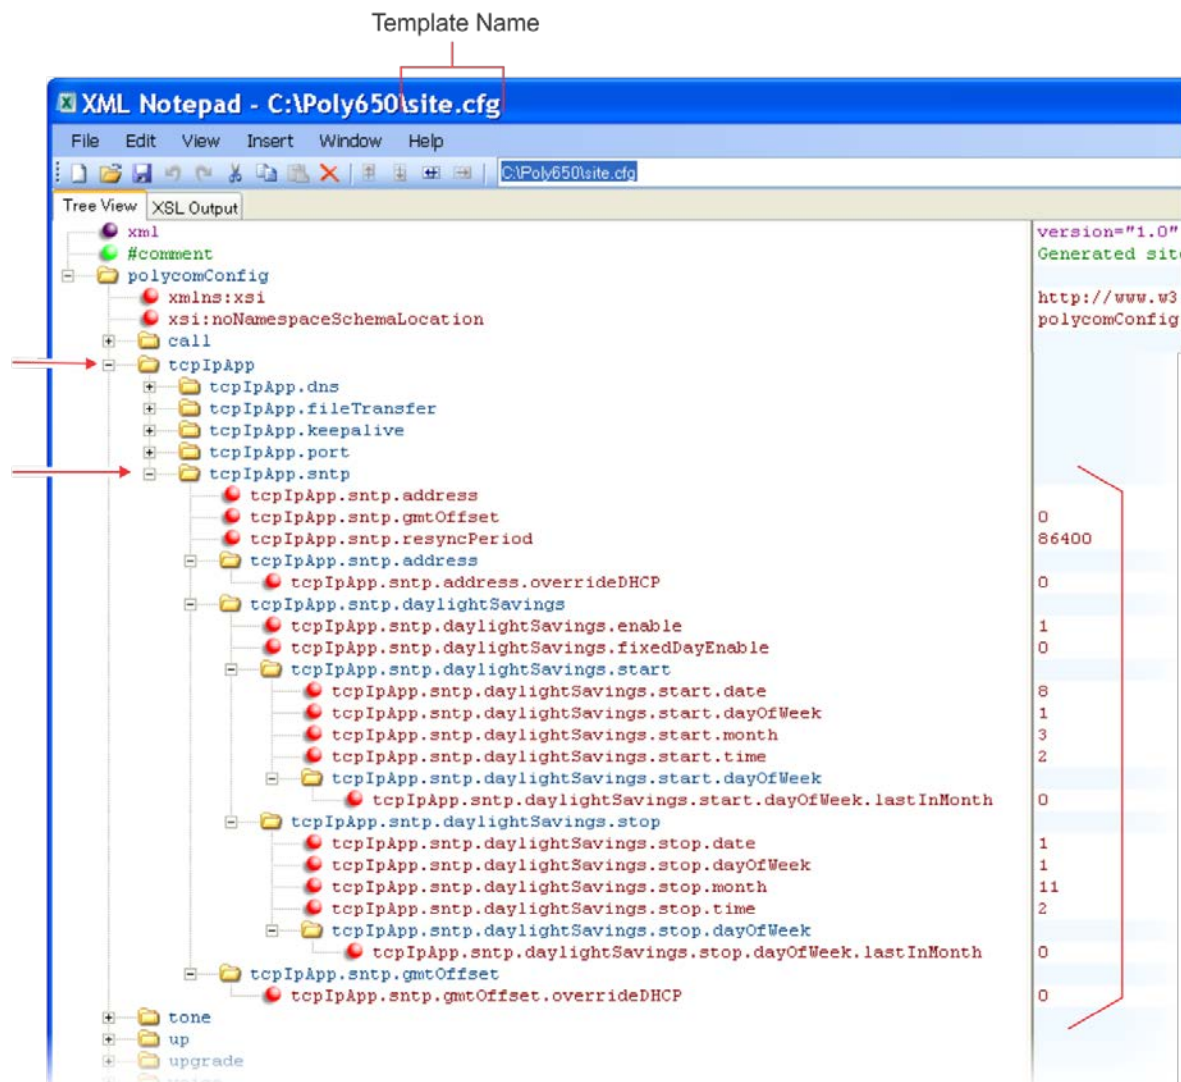 Template Name
XML Notepad - C:\Poly650\site.cfg
File Edit View Insert Window Help
C:\Poly650\site.cfg
Tree View XSL Output
xml version="1.0"
#comment Generated site
polycomConfig
xmlns:xsi http://www.w3
xsi:noNamespaceSchemaLocation polycomConfig
call
tcpIpApp
tcpIpApp.dns
tcpIpApp.fileTransfer
tcpIpApp.keepalive
tcpIpApp.port
tcpIpApp.sntp
tcpIpApp.sntp.address
tcpIpApp.sntp.gmtOffset 0
tcpIpApp.sntp.resyncPeriod 86400
tcpIpApp.sntp.address
tcpIpApp.sntp.address.overrideDHCP 0
tcpIpApp.sntp.daylightSavings
tcpIpApp.sntp.daylightSavings.enable 1
tcpIpApp.sntp.daylightSavings.fixedDayEnable 0
tcpIpApp.sntp.daylightSavings.start
tcpIpApp.sntp.daylightSavings.start.date 8
tcpIpApp.sntp.daylightSavings.start.dayOfWeek 1
tcpIpApp.sntp.daylightSavings.start.month 3
tcpIpApp.sntp.daylightSavings.start.time 2
tcpIpApp.sntp.daylightSavings.start.dayOfWeek
tcpIpApp.sntp.daylightSavings.start.dayOfWeek.lastInMonth 0
tcpIpApp.sntp.daylightSavings.stop
tcpIpApp.sntp.daylightSavings.stop.date 1
tcpIpApp.sntp.daylightSavings.stop.dayOfWeek 1
tcpIpApp.sntp.daylightSavings.stop.month 11
tcpIpApp.sntp.daylightSavings.stop.time 2
tcpIpApp.sntp.daylightSavings.stop.dayOfWeek
tcpIpApp.sntp.daylightSavings.stop.dayOfWeek.lastInMonth 0
tcpIpApp.sntp.gmtOffset
tcpIpApp.sntp.gmtOffset.overrideDHCP 0
tone
up
upgrade